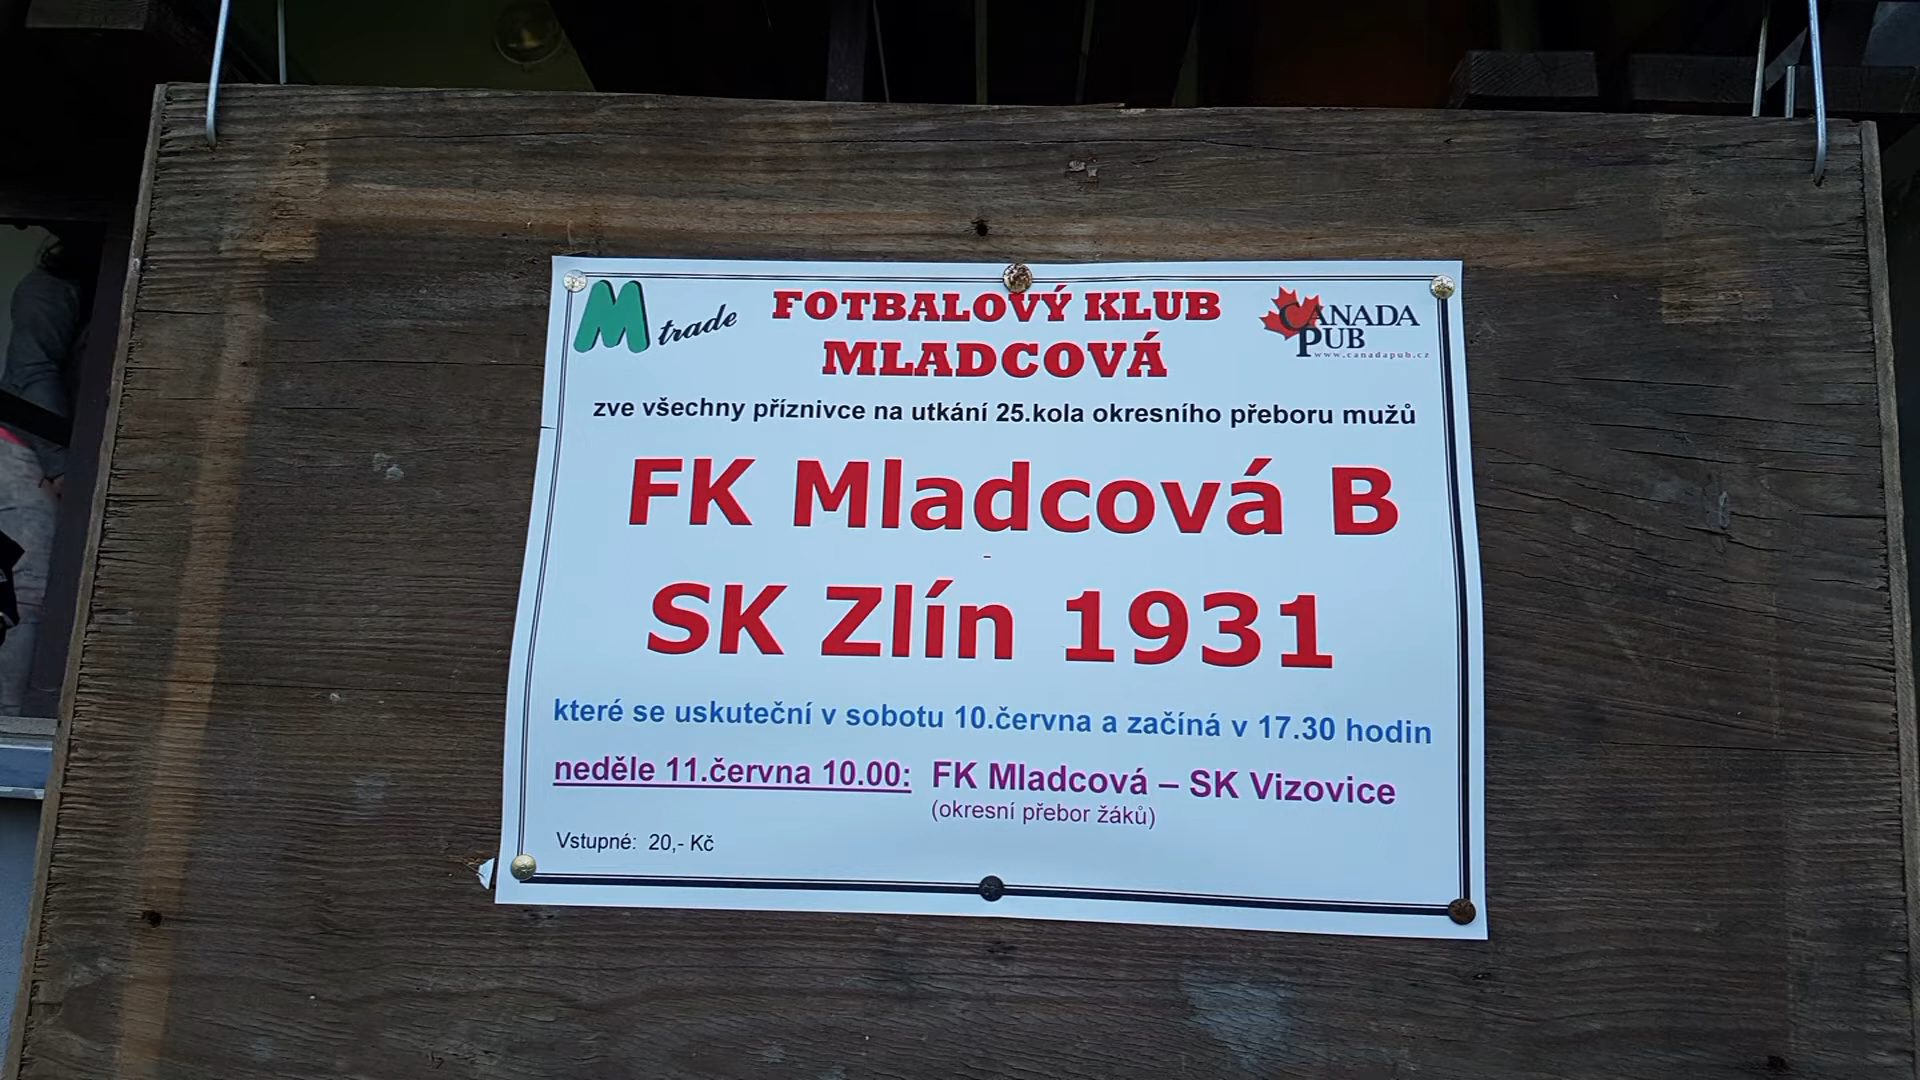 M trade
FOTBALOVÝ KLUB
MLADCOVÁ
CANADA
PUB
www.canadapub.cz
zve všechny příznivce na utkání 25.kola okresního přeboru mužů
FK Mladcová B
-
SK Zlín 1931
které se uskuteční v sobotu 10.června a začíná v 17.30 hodin
neděle 11.června 10.00: FK Mladcová – SK Vizovice
(okresní přebor žáků)
Vstupné: 20,- Kč